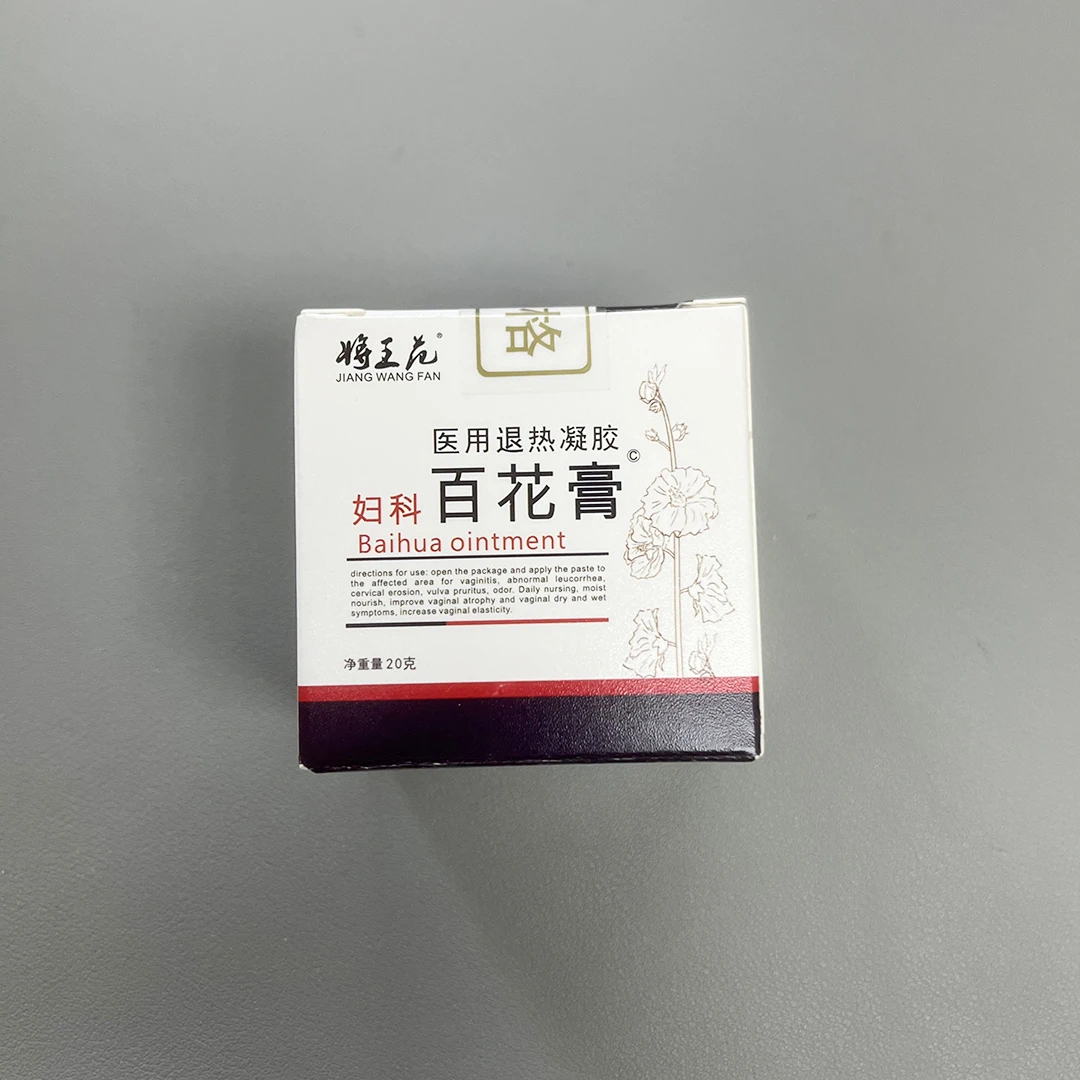 格
将王范®
JIANG WANG FAN
医用退热凝胶
妇科 百花膏©
Baihua ointment
directions for use: open the package and apply the paste to
the affected area for vaginitis, abnormal leucorrhea,
cervical erosion, vulva pruritus, odor. Daily nursing, moist
nourish, improve vaginal atrophy and vaginal dry and wet
symptoms, increase vaginal elasticity.
净重量20克